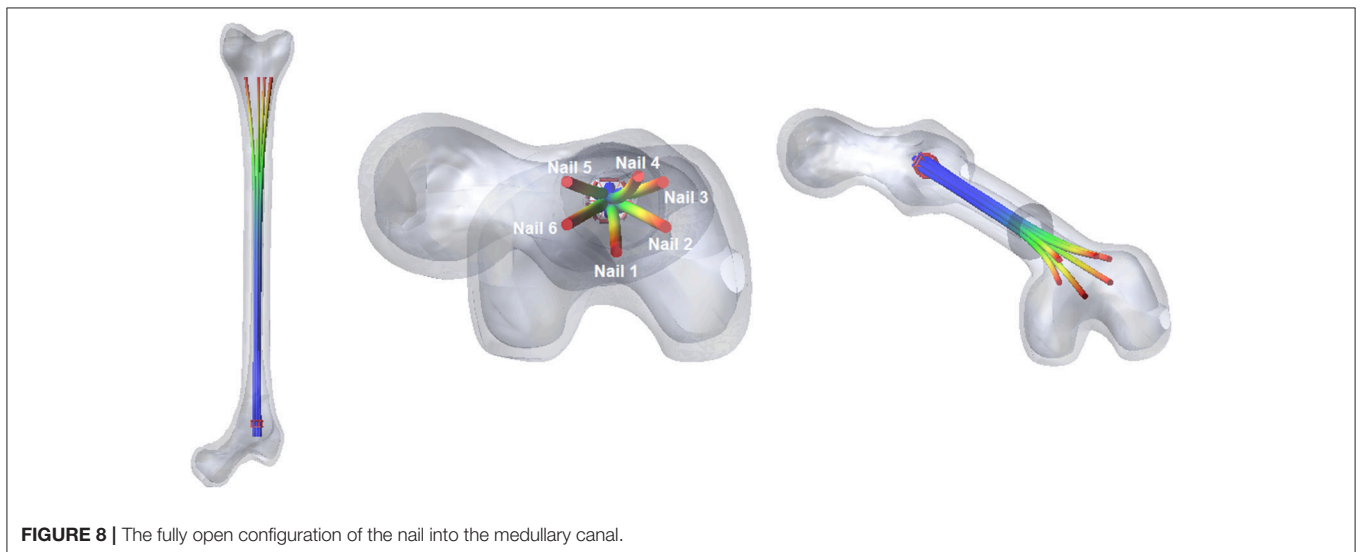 Nail 5
Nail 4
Nail 3
Nail 6
Nail 2
Nail 1
FIGURE 8 | The fully open configuration of the nail into the medullary canal.